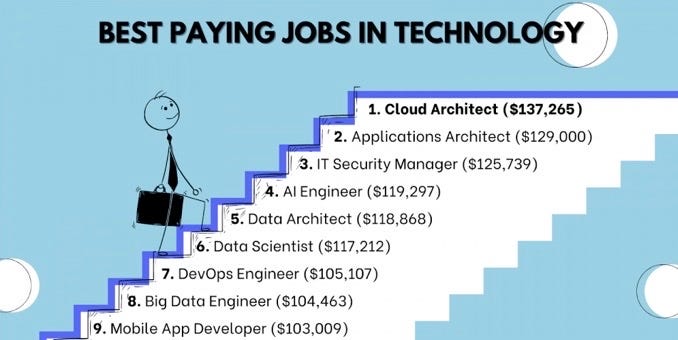 BEST PAYING JOBS IN TECHNOLOGY
1. Cloud Architect ($137,265)
2. Applications Architect ($129,000)
3. IT Security Manager ($125,739)
4. AI Engineer ($119,297)
5. Data Architect ($118,868)
6. Data Scientist ($117,212)
7. DevOps Engineer ($105,107)
8. Big Data Engineer ($104,463)
9. Mobile App Developer ($103,009)